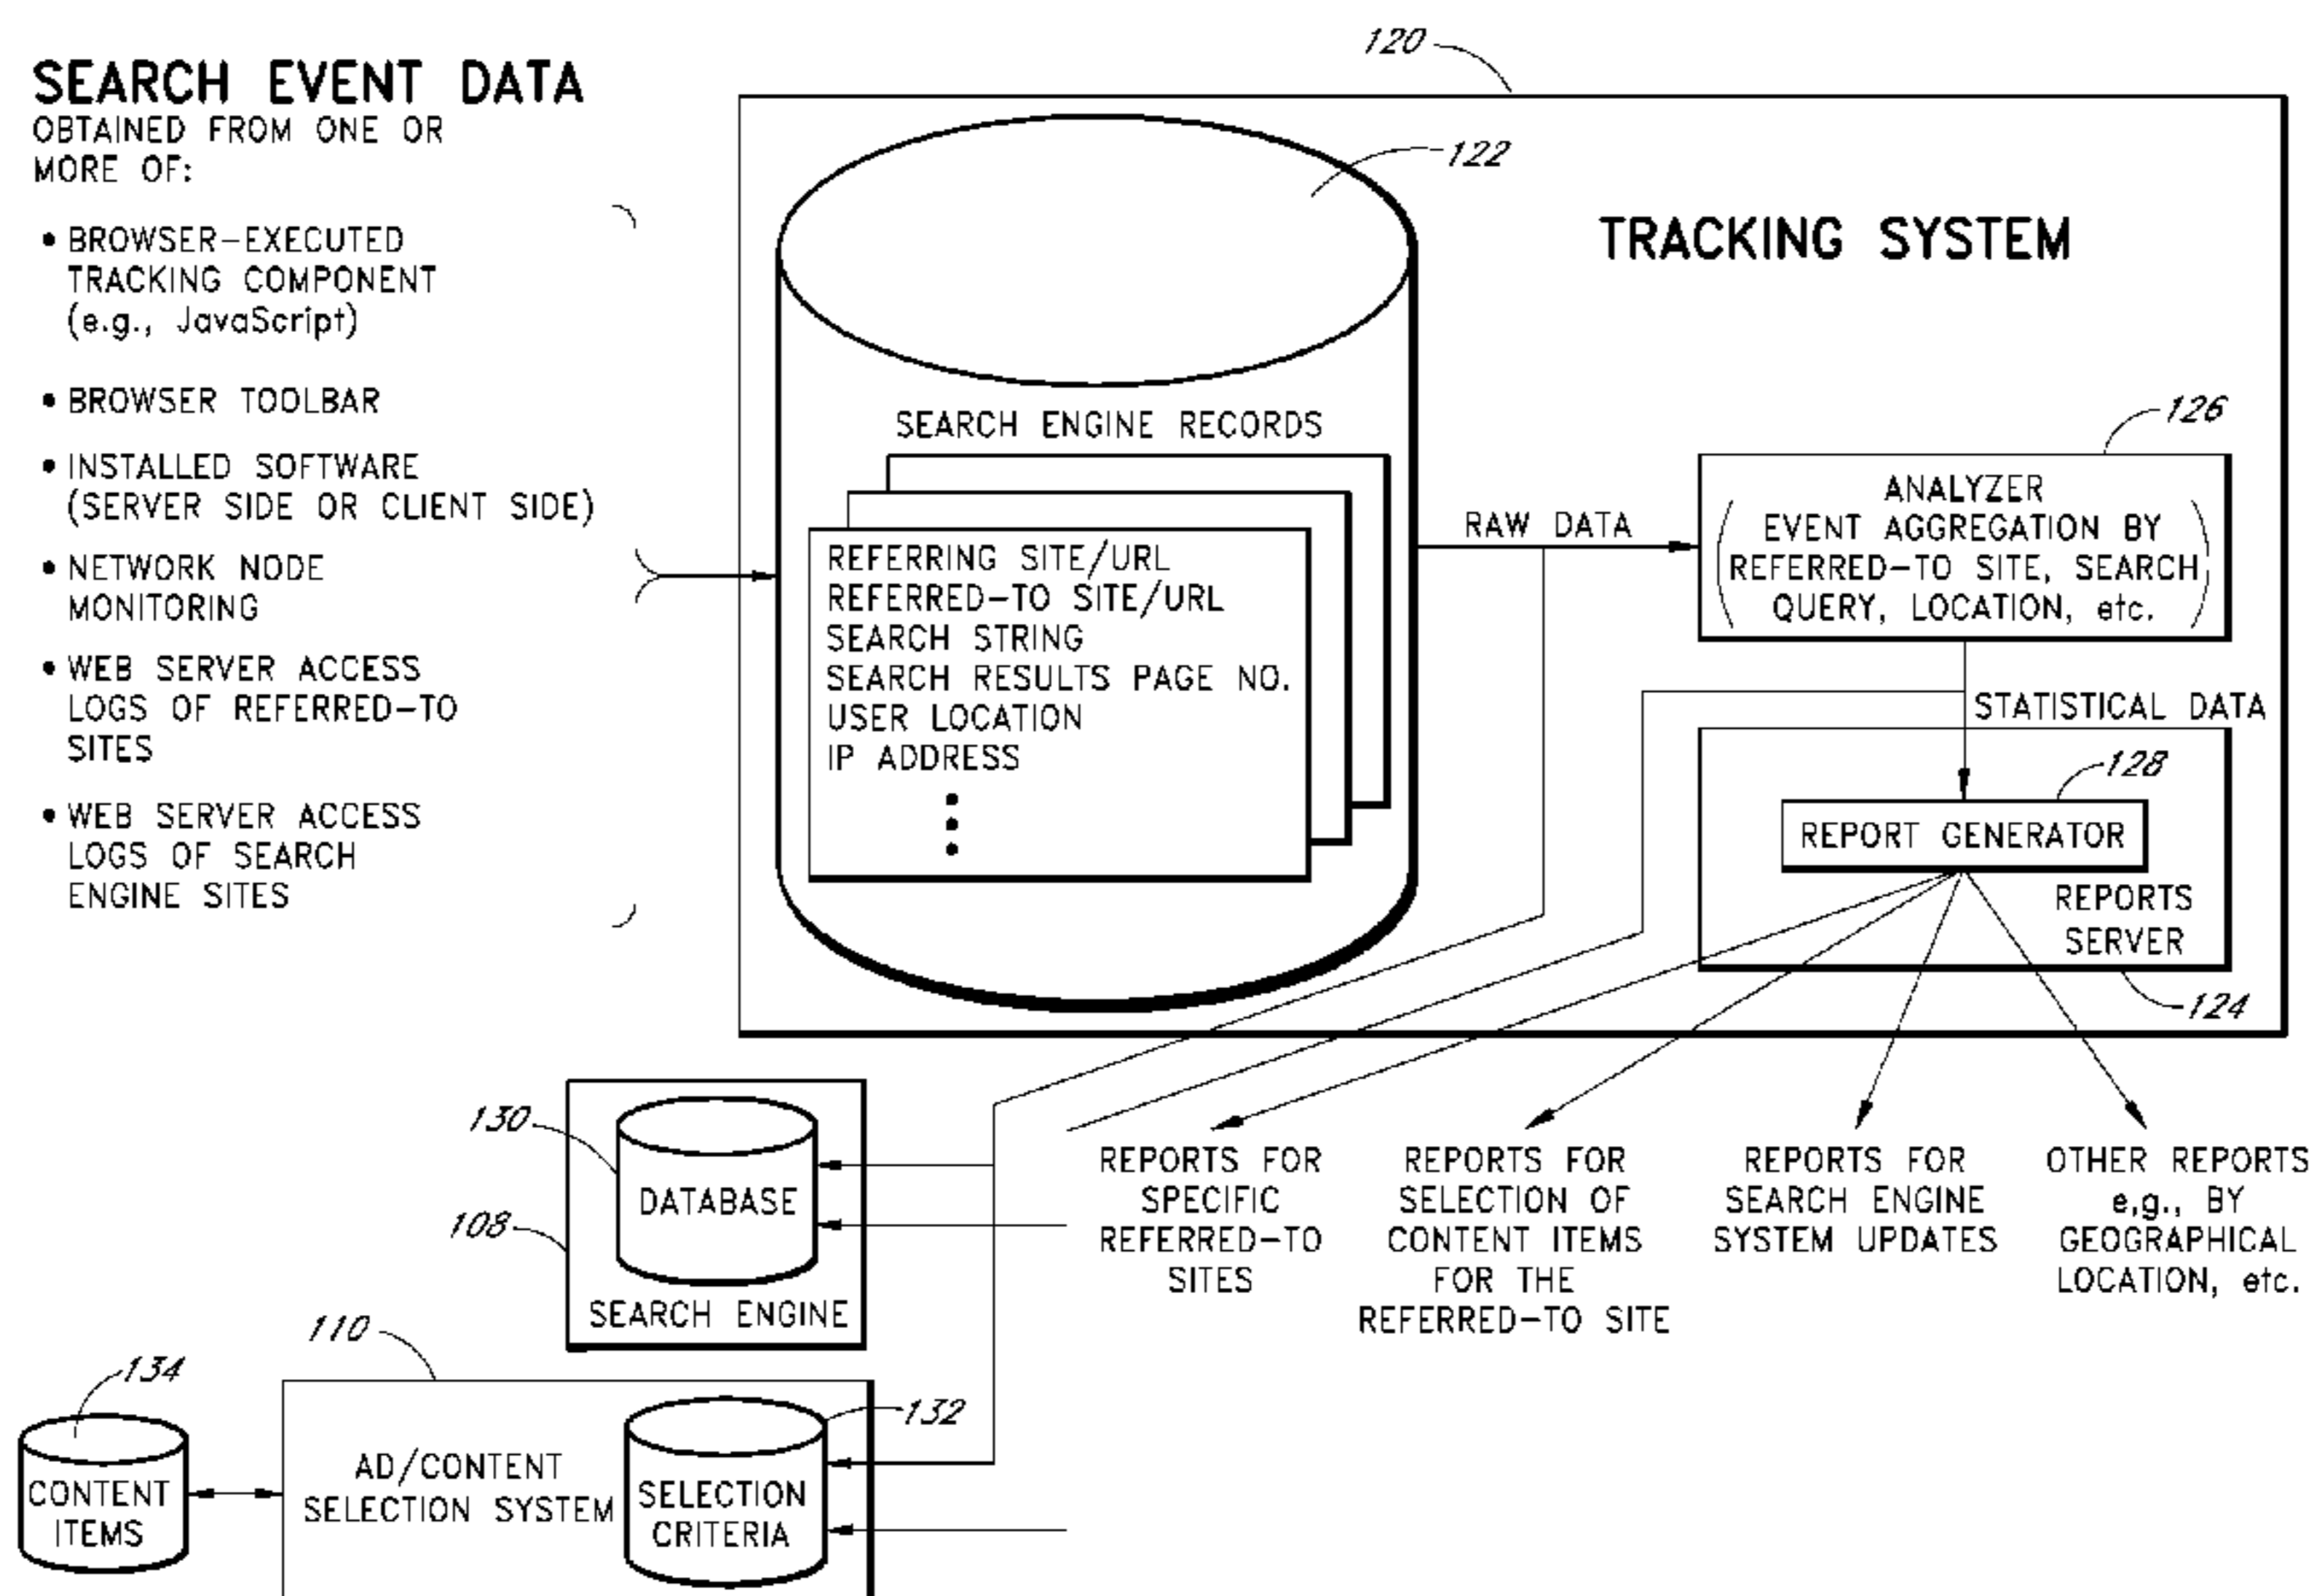 SEARCH EVENT DATA
OBTAINED FROM ONE OR
MORE OF:
• BROWSER-EXECUTED
TRACKING COMPONENT
(e.g., JavaScript)
• BROWSER TOOLBAR
• INSTALLED SOFTWARE
(SERVER SIDE OR CLIENT SIDE)
• NETWORK NODE
MONITORING
• WEB SERVER ACCESS
LOGS OF REFERRED-TO
SITES
• WEB SERVER ACCESS
LOGS OF SEARCH
ENGINE SITES
120
122
TRACKING SYSTEM
SEARCH ENGINE RECORDS
REFERRING SITE/URL
REFERRED-TO SITE/URL
SEARCH STRING
SEARCH RESULTS PAGE NO.
USER LOCATION
IP ADDRESS
RAW DATA
126
ANALYZER
(EVENT AGGREGATION BY
REFERRED-TO SITE, SEARCH
QUERY, LOCATION, etc.)
STATISTICAL DATA
128
REPORT GENERATOR
REPORTS
SERVER
124
130
DATABASE
108
SEARCH ENGINE
REPORTS FOR
SPECIFIC
REFERRED-TO
SITES
REPORTS FOR
SELECTION OF
CONTENT ITEMS
FOR THE
REFERRED-TO SITE
REPORTS FOR
SEARCH ENGINE
SYSTEM UPDATES
OTHER REPORTS
e,g., BY
GEOGRAPHICAL
LOCATION, etc.
110
134
CONTENT
ITEMS
AD/CONTENT
SELECTION SYSTEM
132
SELECTION
CRITERIA